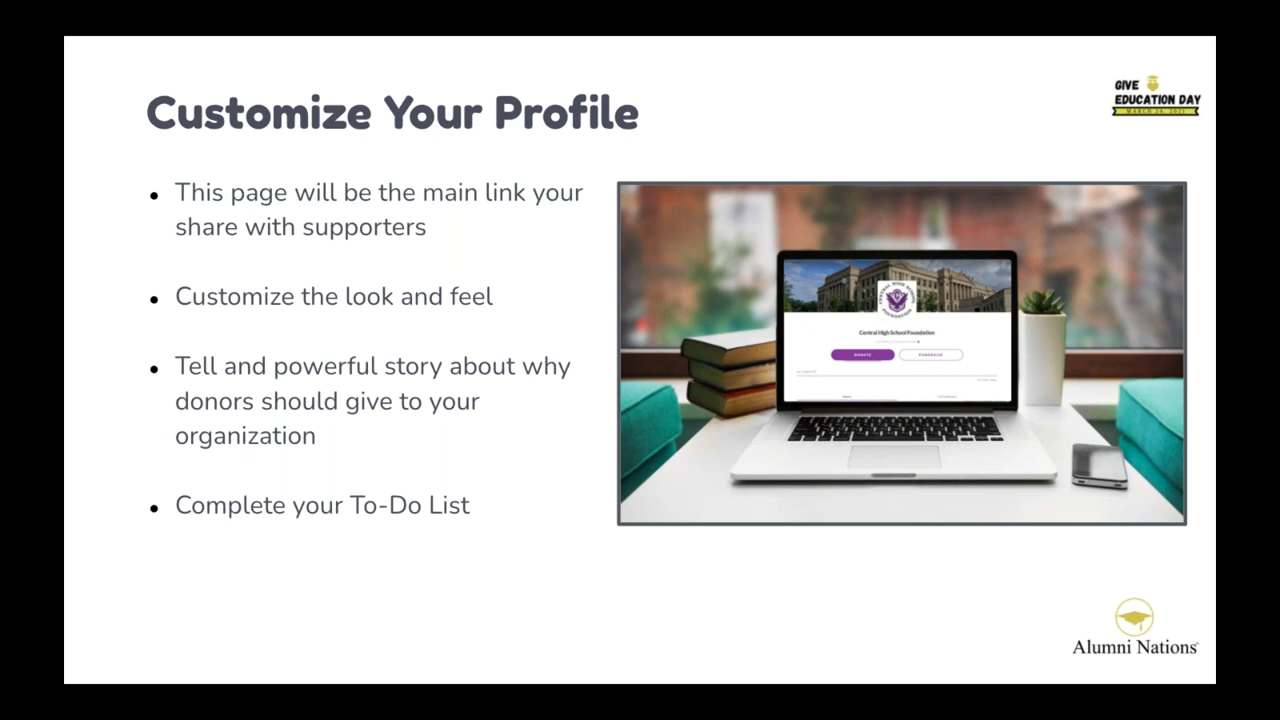 Customize Your Profile
GIVE
EDUCATION DAY
This page will be the main link your
share with supporters
Customize the look and feel
Tell and powerful story about why
donors should give to your
organization
Complete your To-Do List
Central High School Foundation
DONATE
FUNDRAISE
Alumni Nations